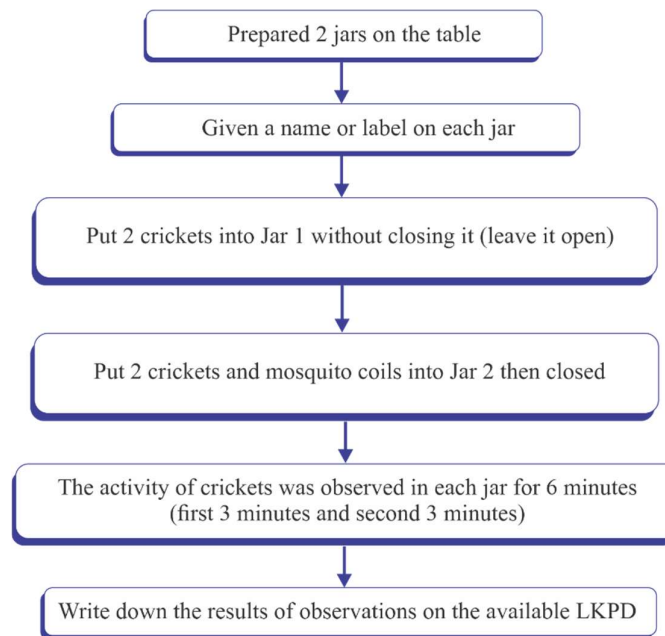 Prepared 2 jars on the table
Given a name or label on each jar
Put 2 crickets into Jar 1 without closing it (leave it open)
Put 2 crickets and mosquito coils into Jar 2 then closed
The activity of crickets was observed in each jar for 6 minutes
(first 3 minutes and second 3 minutes)
Write down the results of observations on the available LKPD